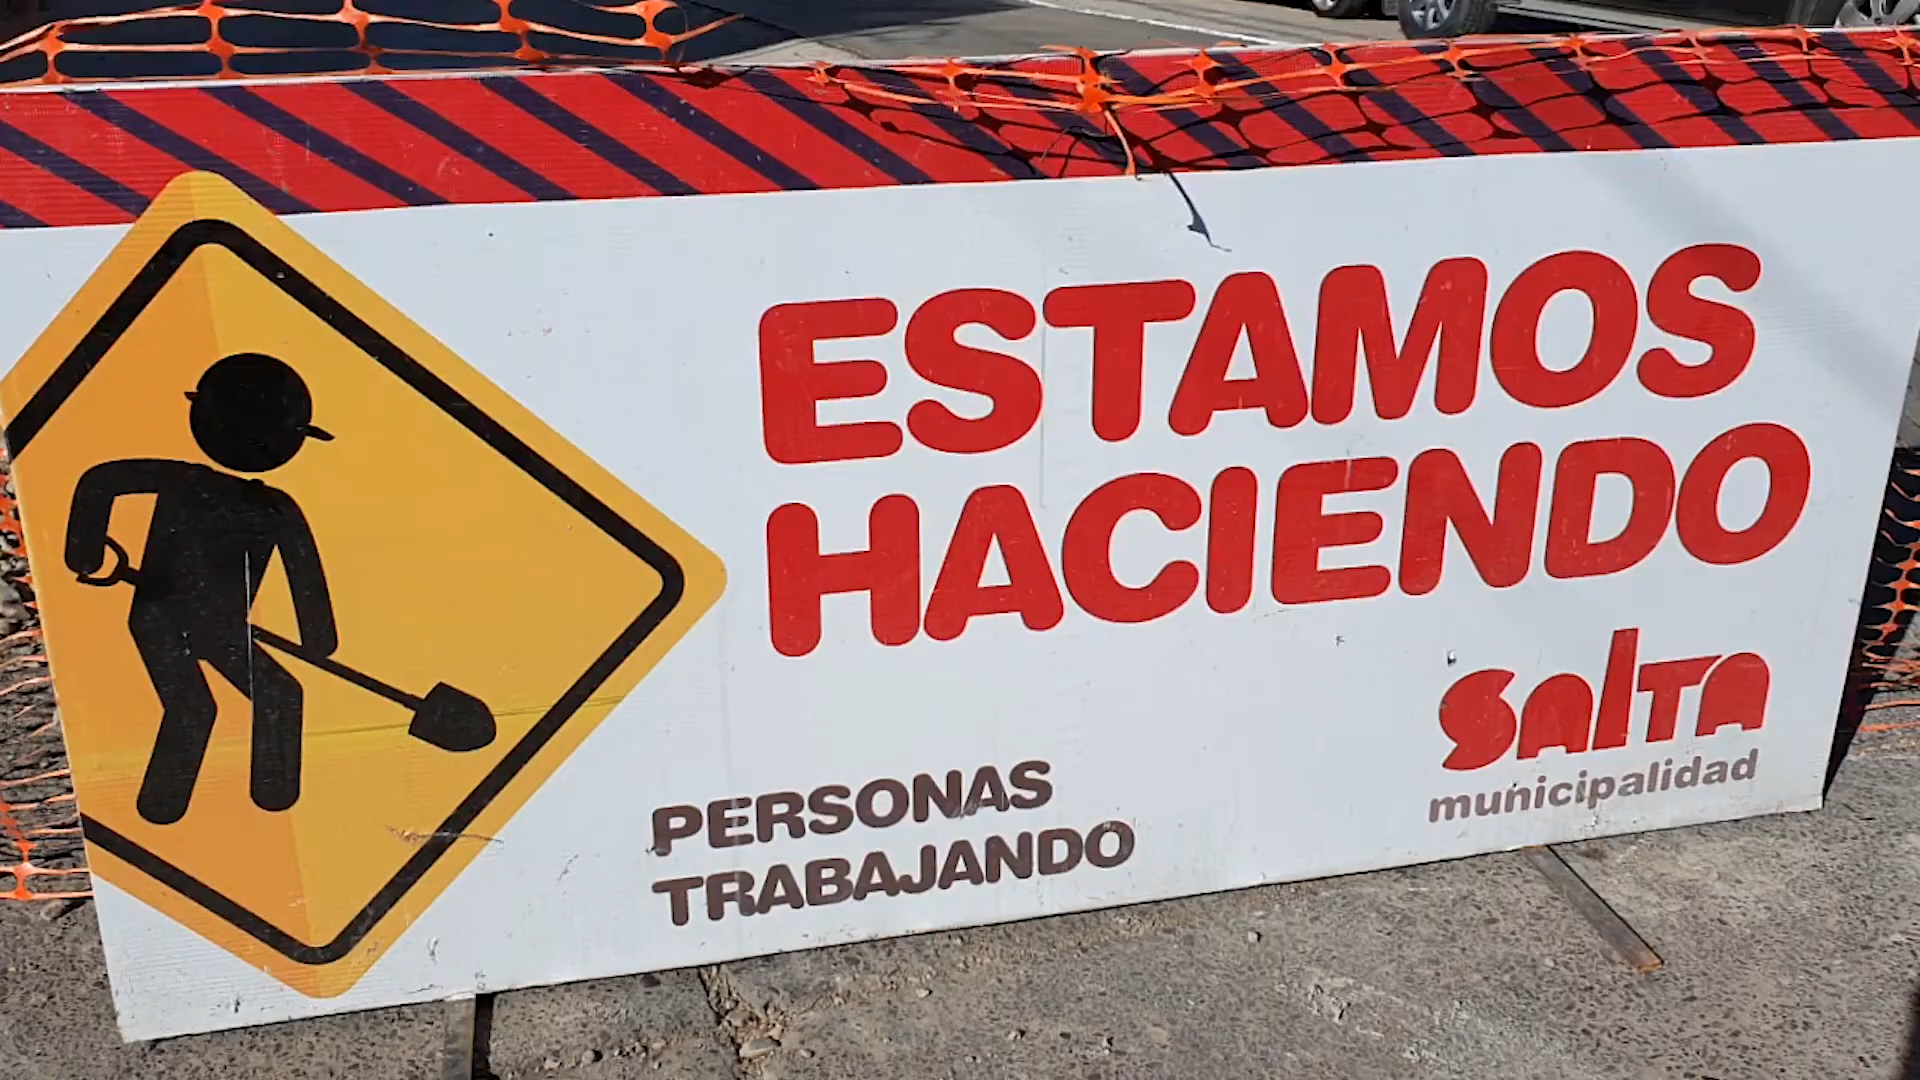 ESTAMOS
HACIENDO
SALTA
municipalidad
PERSONAS
TRABAJANDO